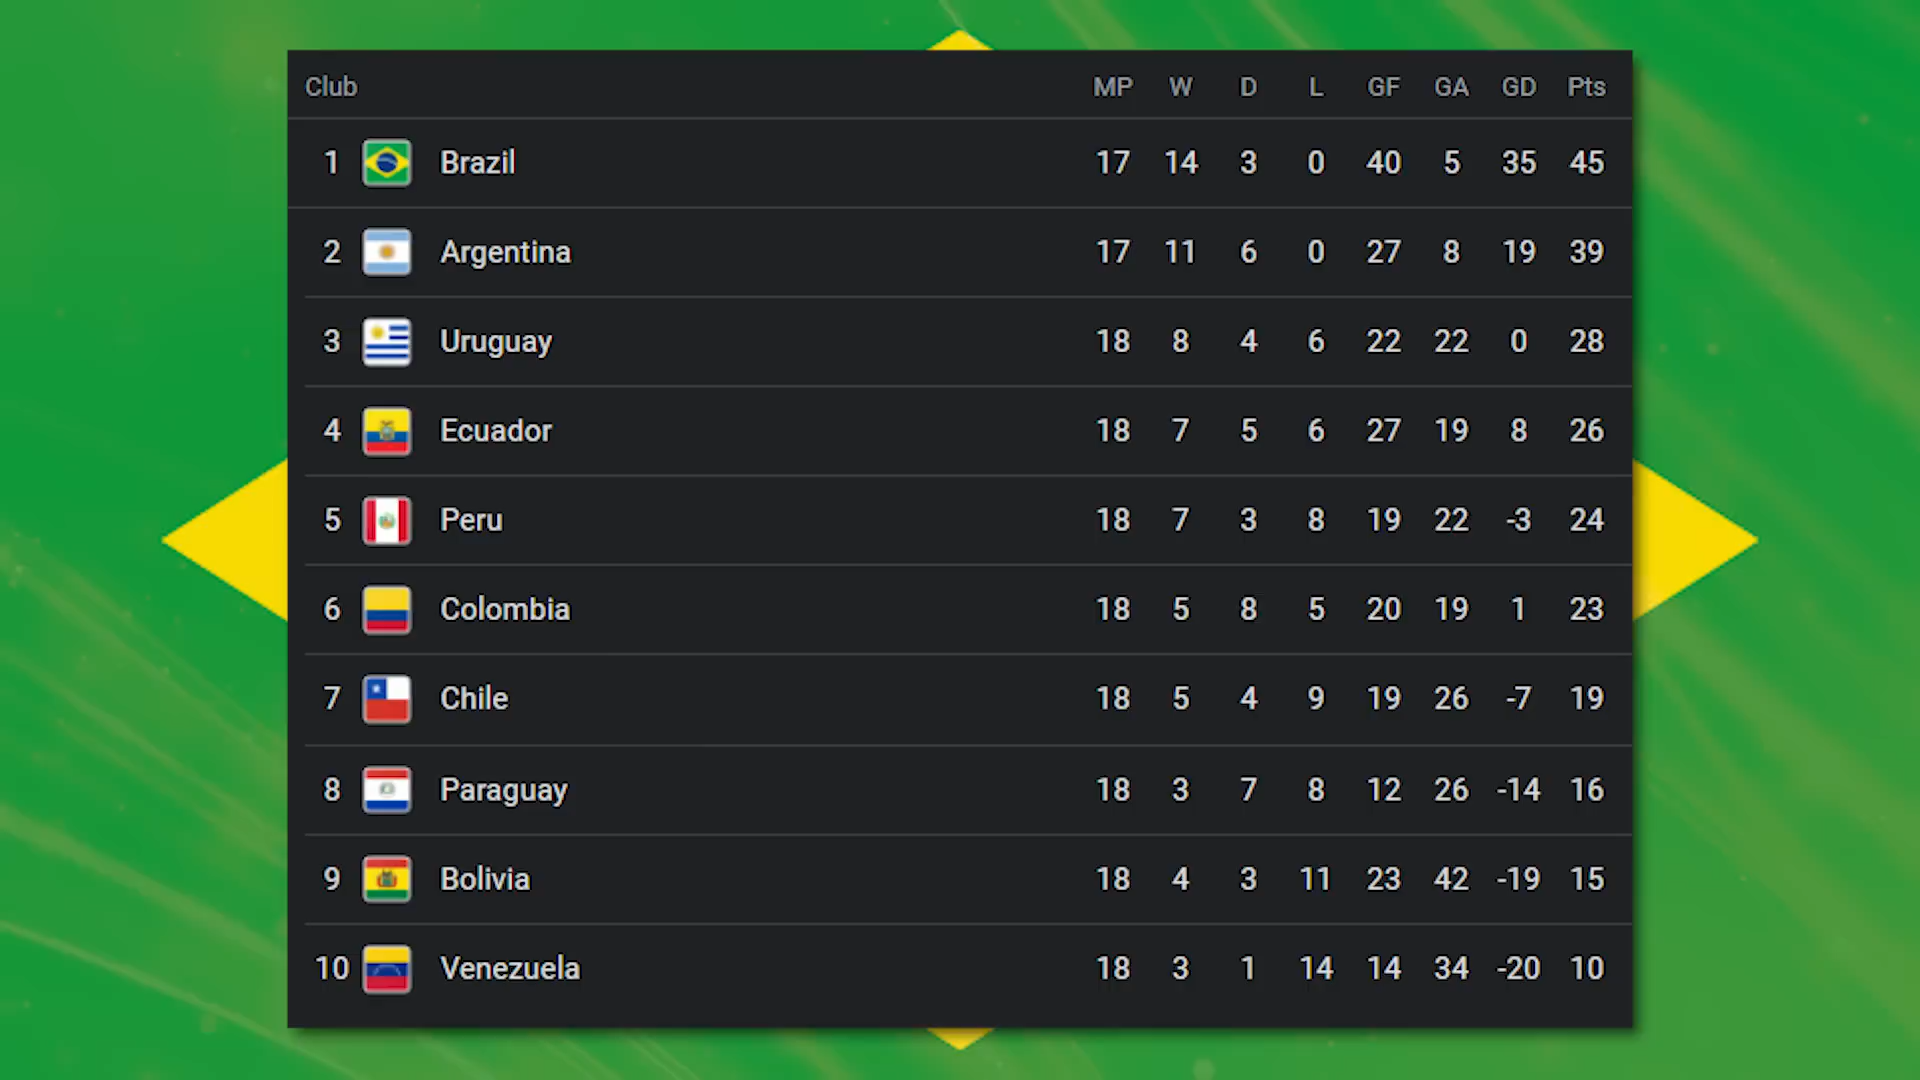 Club MP W D L GF GA GD Pts
1 Brazil 17 14 3 0 40 5 35 45
2 Argentina 17 11 6 0 27 8 19 39
3 Uruguay 18 8 4 6 22 22 0 28
4 Ecuador 18 7 5 6 27 19 8 26
5 Peru 18 7 3 8 19 22 -3 24
6 Colombia 18 5 8 5 20 19 1 23
7 Chile 18 5 4 9 19 26 -7 19
8 Paraguay 18 3 7 8 12 26 -14 16
9 Bolivia 18 4 3 11 23 42 -19 15
10 Venezuela 18 3 1 14 14 34 -20 10